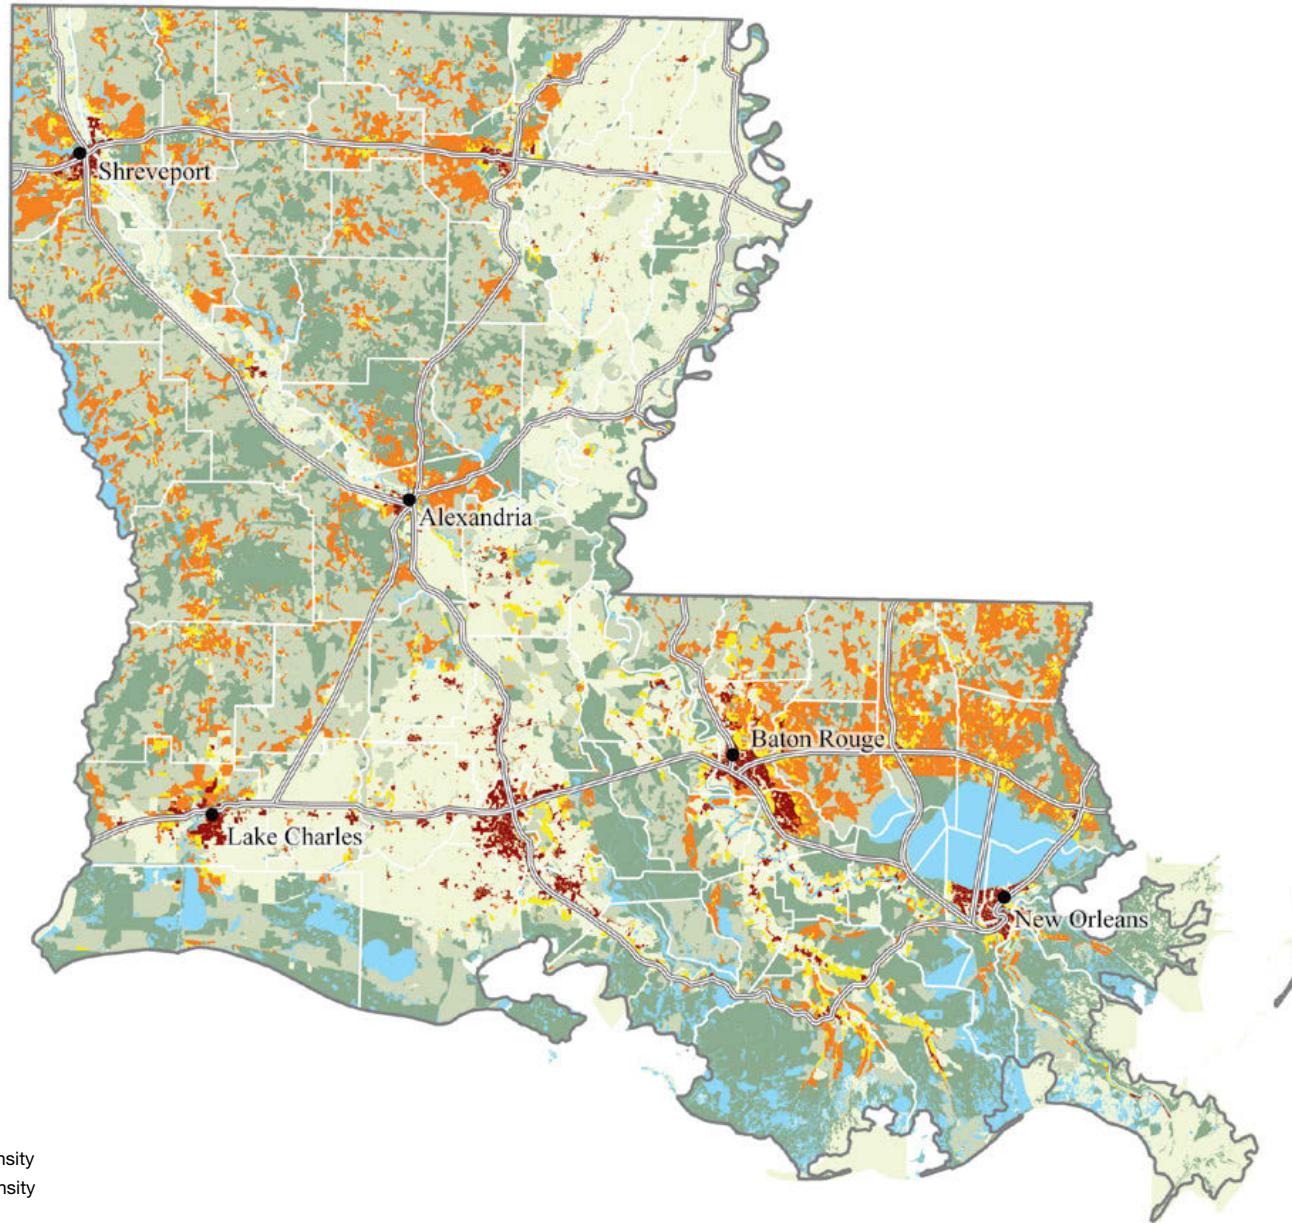 Shreveport
Alexandria
Baton Rouge
Lake Charles
New Orleans
nsity
nsity